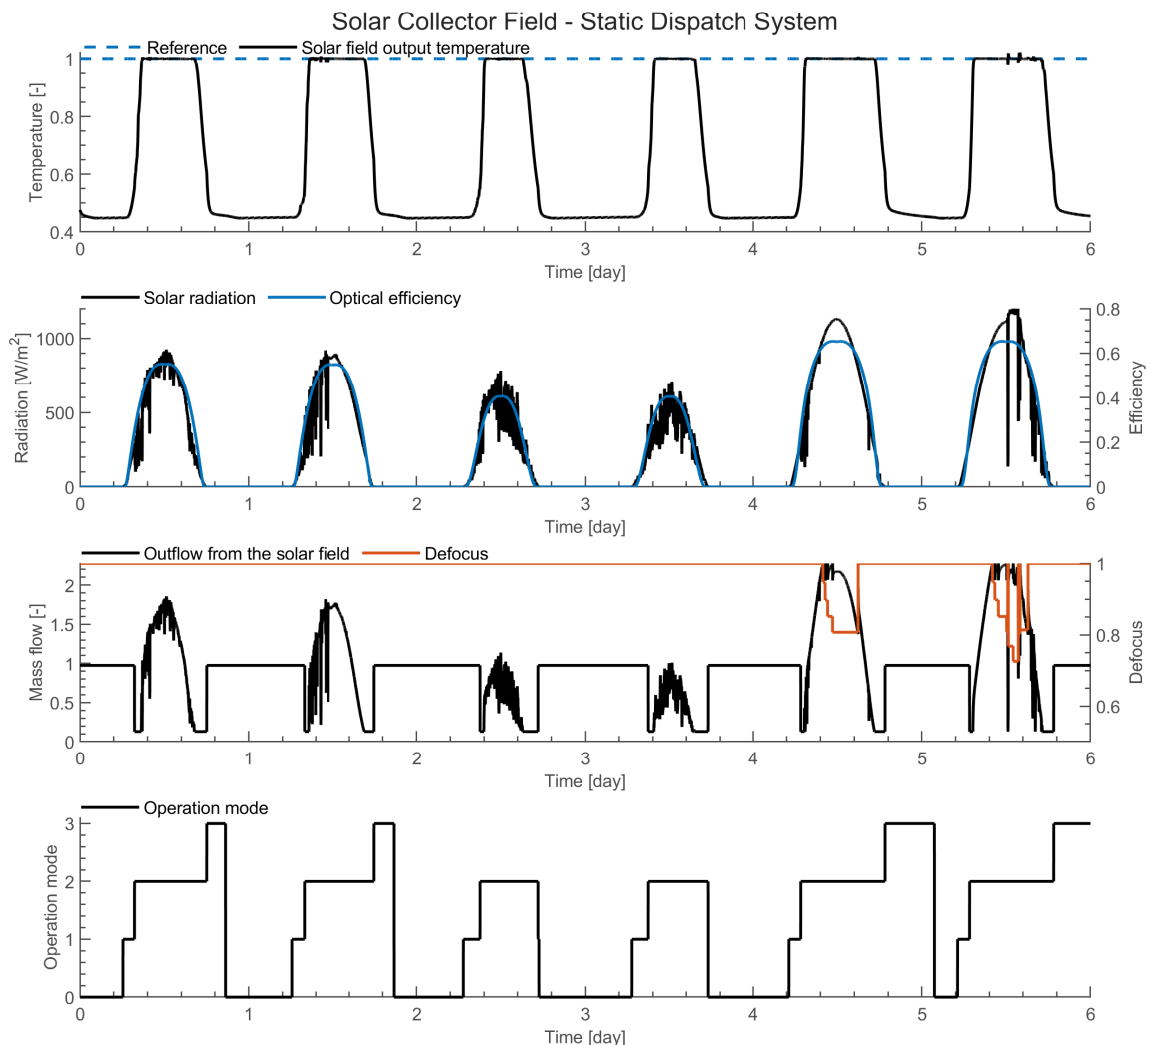 Solar Collector Field - Static Dispatch System
Reference Solar field output temperature
Temperature [-]
1
0.8
0.6
0.4
0 1 2 3 4 5 6
Time [day]
Solar radiation Optical efficiency
Radiation [W/m²]
1000
500
0
0.8
0.6
0.4
0.2
0
Efficiency
0 1 2 3 4 5 6
Time [day]
Outflow from the solar field Defocus
Mass flow [-]
2
1.5
1
0.5
0
1
0.8
0.6
Defocus
0 1 2 3 4 5 6
Time [day]
Operation mode
Operation mode
3
2
1
0
0 1 2 3 4 5 6
Time [day]